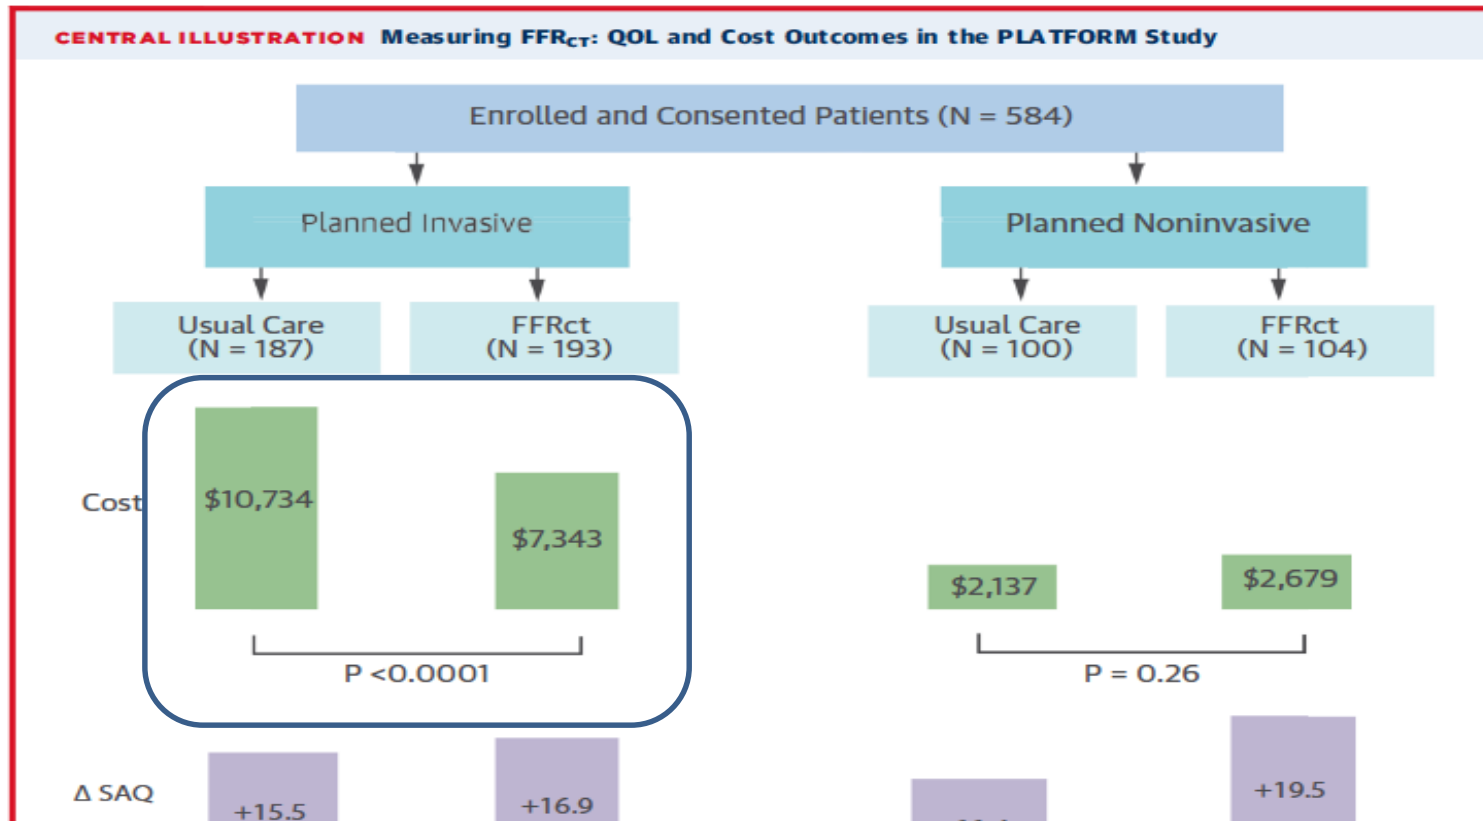 CENTRAL ILLUSTRATION Measuring FFRCT: QOL and Cost Outcomes in the PLATFORM Study
Enrolled and Consented Patients (N = 584)
Planned Invasive
Planned Noninvasive
Usual Care
(N = 187)
FFRct
(N = 193)
Usual Care
(N = 100)
FFRct
(N = 104)
Cost
$10,734
$7,343
$2,137
$2,679
P <0.0001
P = 0.26
Δ SAQ
+15.5
+16.9
+19.5